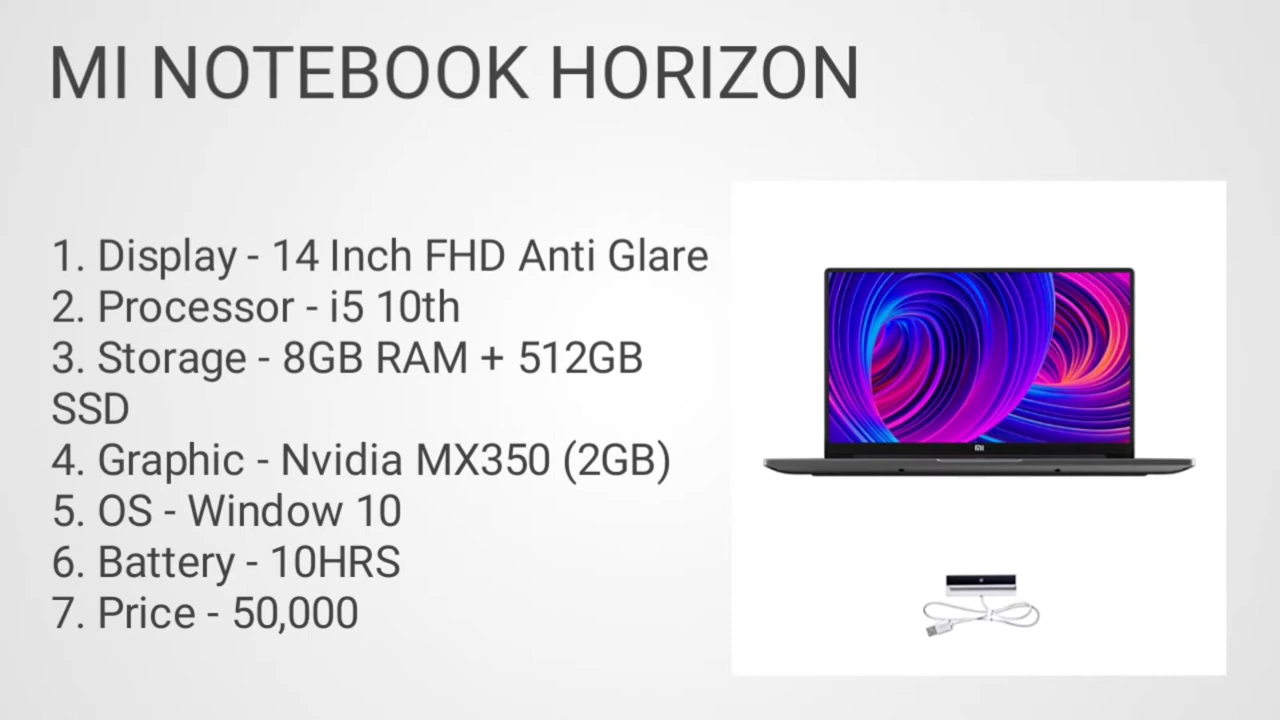 MI NOTEBOOK HORIZON
1. Display - 14 Inch FHD Anti Glare
2. Processor - i5 10th
3. Storage - 8GB RAM + 512GB
SSD
4. Graphic - Nvidia MX350 (2GB)
5. OS - Window 10
6. Battery - 10HRS
7. Price - 50,000
mi